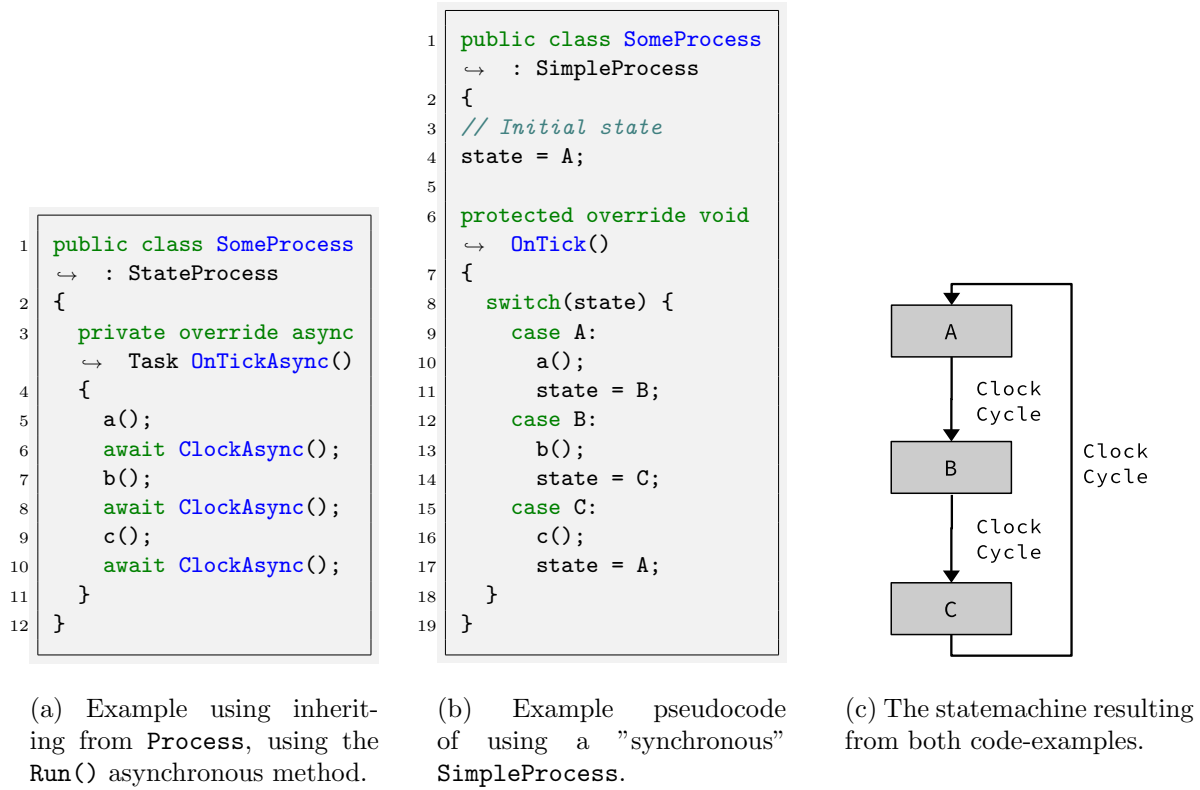 1 public class SomeProcess
↪ : StateProcess
2 {
3 private override async
↪ Task OnTickAsync()
4 {
5 a();
6 await ClockAsync();
7 b();
8 await ClockAsync();
9 c();
10 await ClockAsync();
11 }
12 }
(a) Example using inherit-
ing from Process, using the
Run() asynchronous method.
1 public class SomeProcess
↪ : SimpleProcess
2 {
3 // Initial state
4 state = A;
5
6 protected override void
↪ OnTick()
7 {
8 switch(state) {
9 case A:
10 a();
11 state = B;
12 case B:
13 b();
14 state = C;
15 case C:
16 c();
17 state = A;
18 }
19 }
(b) Example pseudocode
of using a ”synchronous”
SimpleProcess.
A
Clock
Cycle
B
Clock
Cycle
Clock
Cycle
C
(c) The statemachine resulting
from both code-examples.